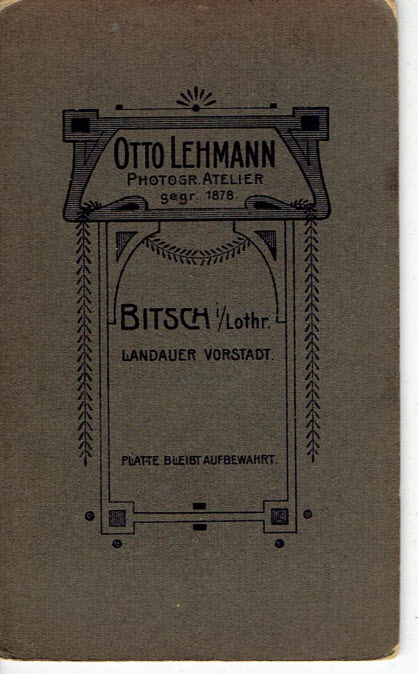 OTTO LEHMANN
PHOTOGR. ATELIER
gegr. 1878.
BITSCH i/Lothr.
LANDAUER VORSTADT.
PLATTE BLEIBT AUFBEWAHRT.